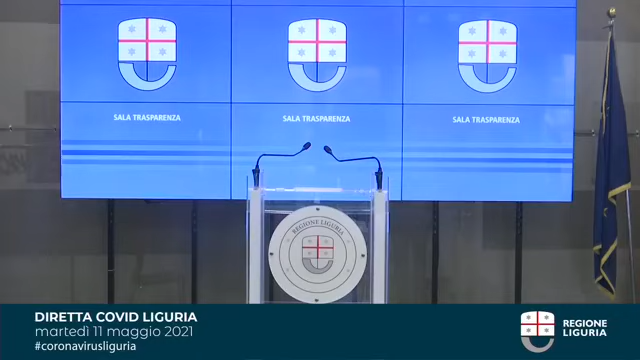 SALA TRASPARENZA
SALA TRASPARENZA
SALA TRASPARENZA
REGIONE LIGURIA
DIRETTA COVID LIGURIA
martedì 11 maggio 2021
#coronavirusliguria
REGIONE
LIGURIA